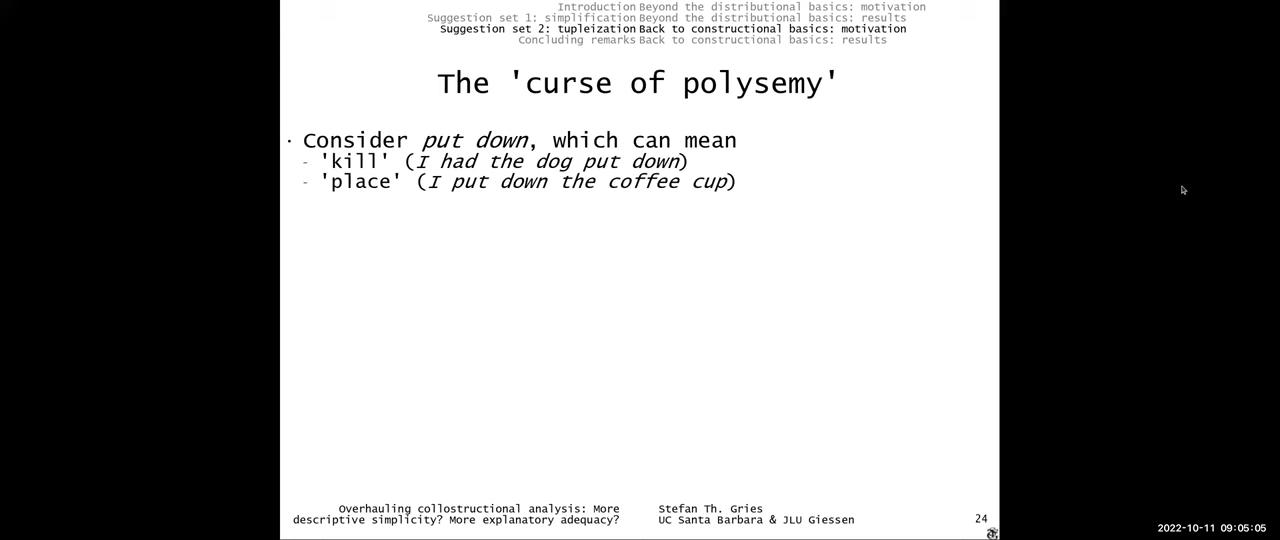 Introduction Beyond the distributional basics: motivation
Suggestion set 1: simplification Beyond the distributional basics: results
Suggestion set 2: tupleization Back to constructional basics: motivation
Concluding remarks Back to constructional basics: results
The 'curse of polysemy'
· Consider put down, which can mean
- 'kill' (I had the dog put down)
- 'place' (I put down the coffee cup)
Overhauling collostructional analysis: More
descriptive simplicity? More explanatory adequacy?
Stefan Th. Gries
UC Santa Barbara & JLU Giessen
24
2022-10-11 09:05:05